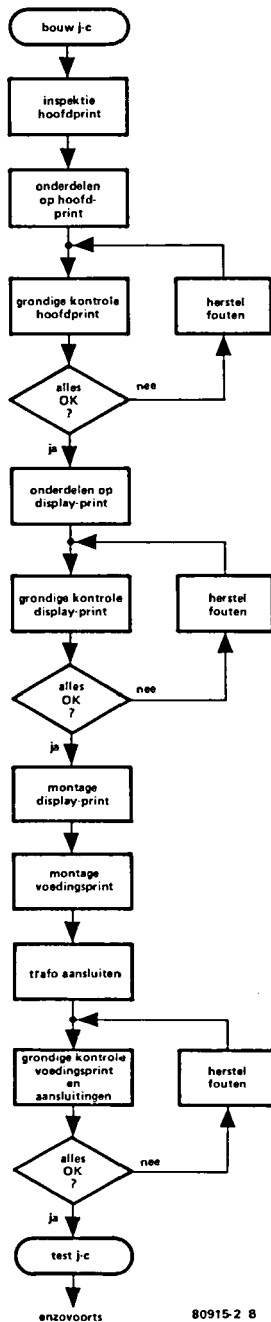 bouw j-c
inspektie
hoofdprint
onderdelen
op hoofd-
print
grondige kontrole
hoofdprint
herstel
fouten
alles
OK
?
nee
ja
onderdelen op
display-print
grondige kontrole
display-print
herstel
fouten
alles
OK
?
nee
ja
montage
display-print
montage
voedingsprint
trafo aansluiten
grondige kontrole
voedingsprint
en
aansluitingen
herstel
fouten
alles
OK
?
nee
ja
test j-c
enzovoorts
80915-2 8